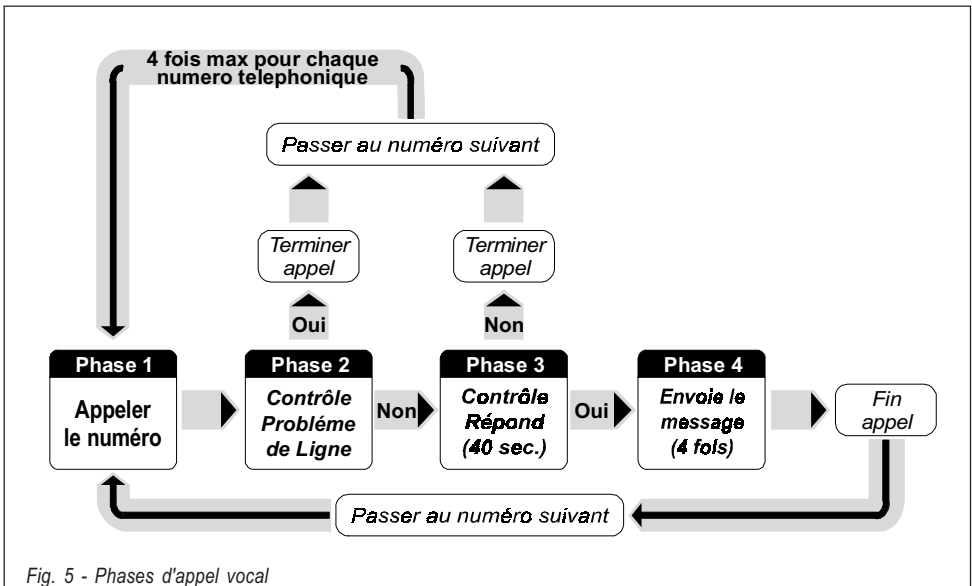 4 fois max pour chaque
numero telephonique
Passer au numéro suivant
Terminer
appel
Terminer
appel
Oui
Non
Phase 1
Appeler
le numéro
Phase 2
Contrôle
Probléme
de Ligne
Non
Phase 3
Contrôle
Répond
(40 sec.)
Oui
Phase 4
Envoie le
message
(4 fois)
Fin
appel
Passer au numéro suivant
Fig. 5 - Phases d'appel vocal